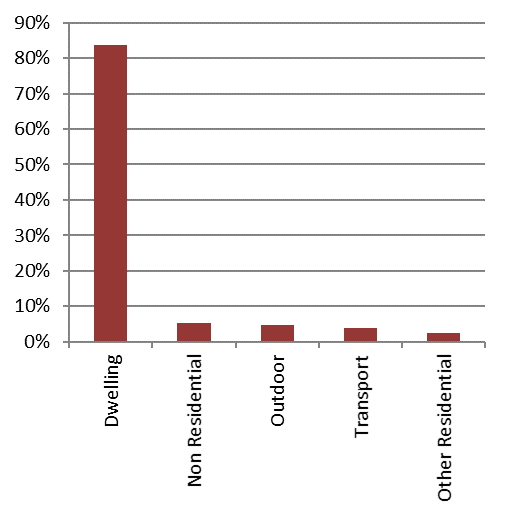 90%
80%
70%
60%
50%
40%
30%
20%
10%
0%
Dwelling
Non Residential
Outdoor
Transport
Other Residential